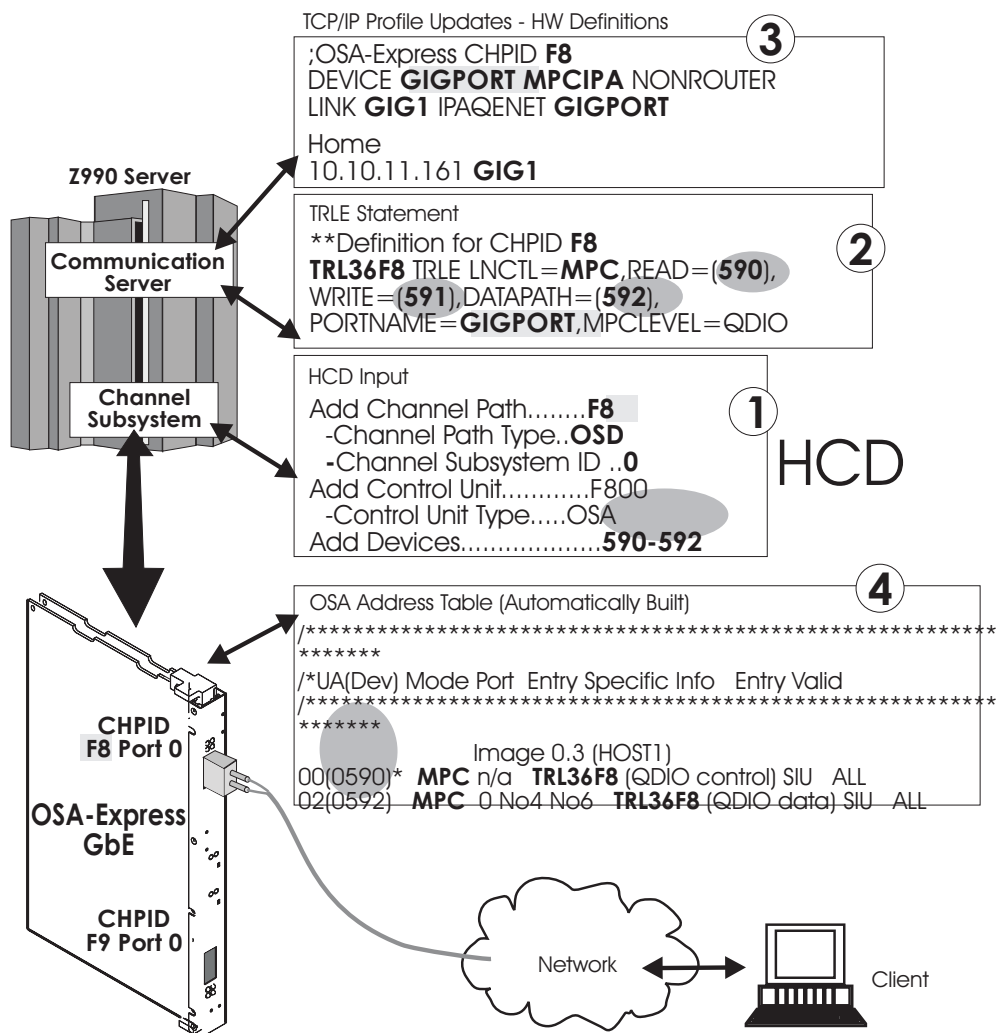 TCP/IP Profile Updates - HW Definitions
3
;OSA-Express CHPID F8
DEVICE GIGPORT MPCIPA NONROUTER
LINK GIG1 IPAQENET GIGPORT
Home
10.10.11.161 GIG1
Z990 Server
Communication
Server
Channel
Subsystem
TRLE Statement
2
**Definition for CHPID F8
TRL36F8 TRLE LNCTL=MPC,READ=(590),
WRITE=(591),DATAPATH=(592),
PORTNAME=GIGPORT,MPCLEVEL=QDIO
HCD Input
1
Add Channel Path........F8
-Channel Path Type..OSD
-Channel Subsystem ID ..0
Add Control Unit............F800
-Control Unit Type.....OSA
Add Devices...................590-592
HCD
4
OSA Address Table (Automatically Built)
/************************************************************
*******
/*UA(Dev) Mode Port Entry Specific Info Entry Valid
/************************************************************
*******
Image 0.3 (HOST1)
00(0590)* MPC n/a TRL36F8 (QDIO control) SIU ALL
02(0592) MPC 0 No4 No6 TRL36F8 (QDIO data) SIU ALL
CHPID
F8 Port 0
OSA-Express
GbE
CHPID
F9 Port 0
Network
Client